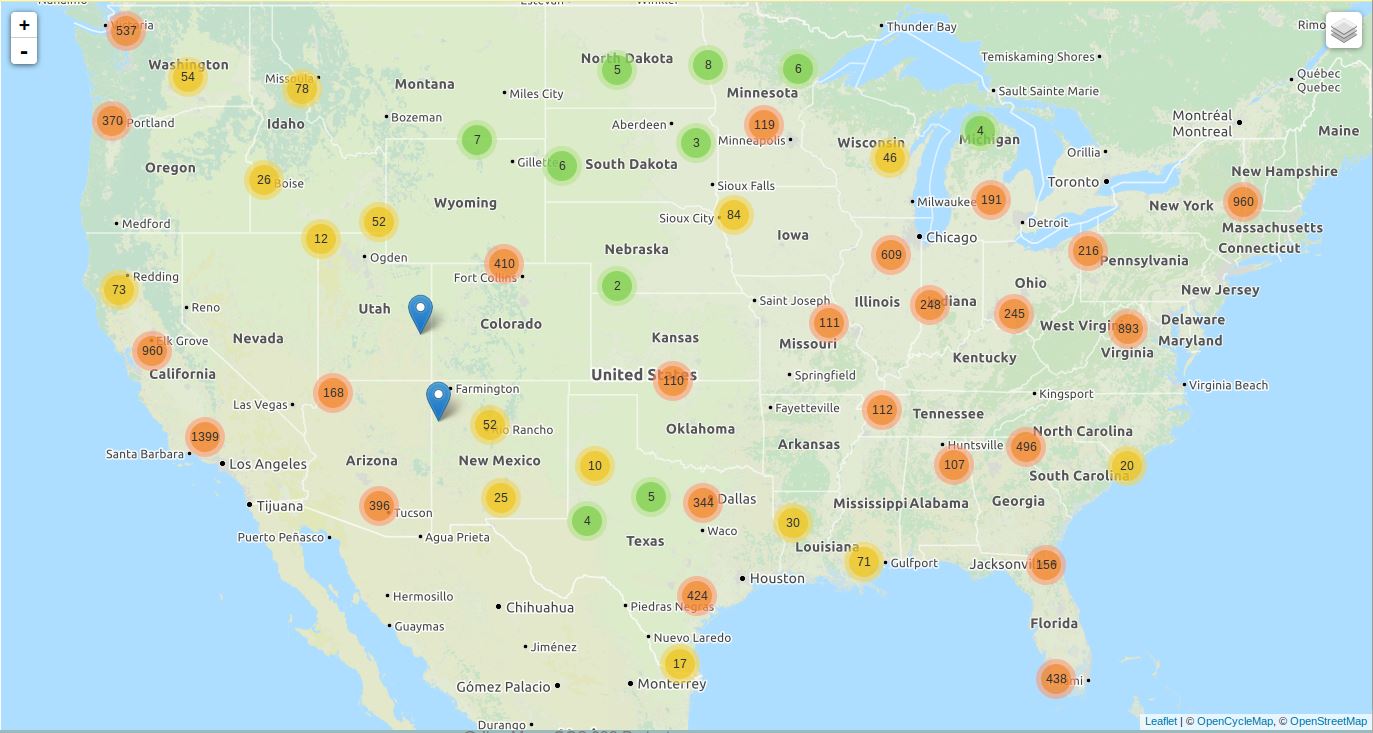 +
-
537
Thunder Bay
Washington
54
Missoula
78
Montana
Miles City
North Dakota
5
8
6
Minnesota
Temiskaming Shores
Sault Sainte Marie
Québec
Quebec
370
Portland
Idaho
Bozeman
Aberdeen
119
Minneapolis
Montréal
Montreal
Maine
Oregon
26
Boise
7
Gillette
6
South Dakota
3
Wisconsin
46
4
Michigan
Orillia
Toronto
New Hampshire
Medford
12
52
Wyoming
Sioux Falls
Sioux City
84
Milwaukee
191
Detroit
New York
960
Massachusetts
Connecticut
Ogden
410
Fort Collins
Nebraska
Iowa
Chicago
609
216
Pennsylvania
Redding
73
Reno
Utah
Colorado
2
Saint Joseph
Illinois
248
Ohio
245
New Jersey
Elk Grove
960
California
Nevada
Kansas
111
Missouri
Kentucky
West Virginia
893
Virginia
Delaware
Maryland
168
Las Vegas
Farmington
United States
110
Springfield
Virginia Beach
1399
Santa Barbara
Los Angeles
Arizona
52
Rio Rancho
New Mexico
Oklahoma
Fayetteville
Arkansas
112
Tennessee
Kingsport
Huntsville
107
496
North Carolina
South Carolina
20
Tijuana
396
Tucson
25
10
4
5
344
Dallas
Waco
30
Mississippi
Alabama
Georgia
Puerto Peñasco
Agua Prieta
Texas
Louisiana
71
Gulfport
Jacksonville
156
Hermosillo
Guaymas
Chihuahua
Houston
424
Piedras Negras
Jiménez
Nuevo Laredo
17
Monterrey
Florida
438
Gómez Palacio
Durango
Leaflet | © OpenCycleMap, © OpenStreetMap